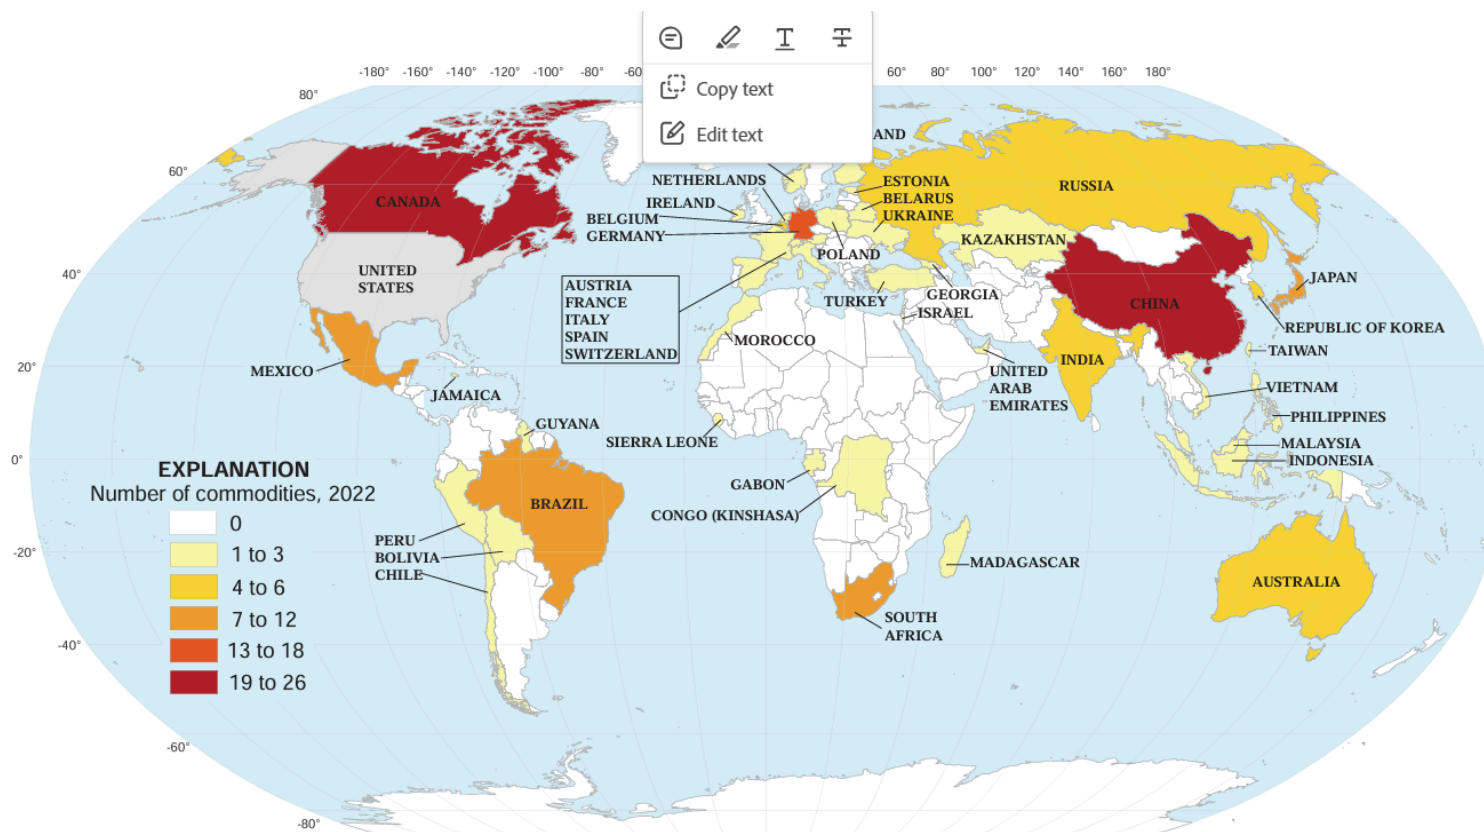 Copy text
Edit text
-180° -160° -140° -120° -100° -80° 60° 80° 100° 120° 140° 160° 180°
80°
60°
40°
20°
0°
-20°
-40°
-60°
-80°
CANADA
UNITED
STATES
MEXICO
JAMAICA
GUYANA
BRAZIL
PERU
BOLIVIA
CHILE
NETHERLANDS
IRELAND
BELGIUM
GERMANY
AUSTRIA
FRANCE
ITALY
SPAIN
SWITZERLAND
ESTONIA
BELARUS
UKRAINE
POLAND
TURKEY
GEORGIA
ISRAEL
MOROCCO
SIERRA LEONE
GABON
CONGO (KINSHASA)
SOUTH
AFRICA
MADAGASCAR
UNITED
ARAB
EMIRATES
RUSSIA
KAZAKHSTAN
CHINA
INDIA
JAPAN
REPUBLIC OF KOREA
TAIWAN
VIETNAM
PHILIPPINES
MALAYSIA
INDONESIA
AUSTRALIA
EXPLANATION
Number of commodities, 2022
0
1 to 3
4 to 6
7 to 12
13 to 18
19 to 26